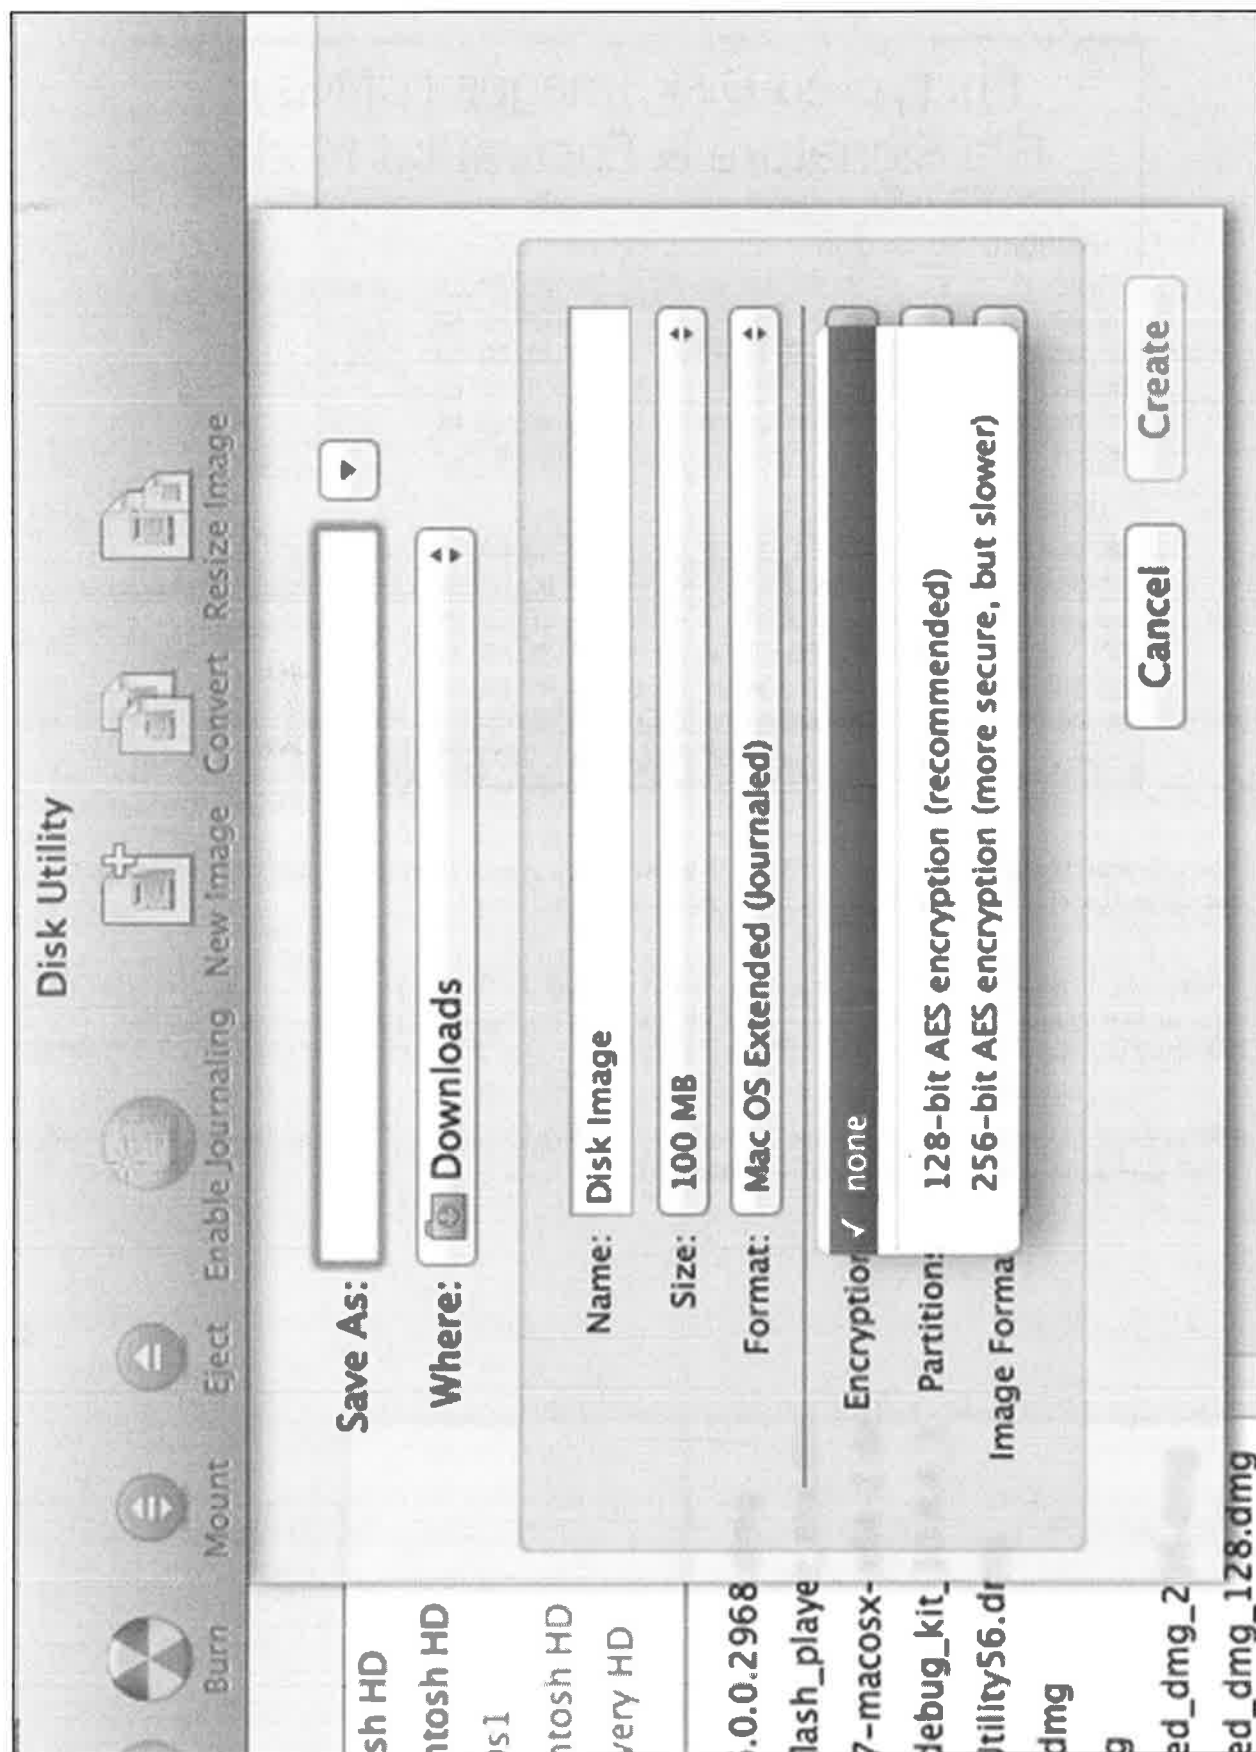 Disk Utility
Burn Mount Eject Enable Journaling New Image Convert Resize Image
Save As:
Where: Downloads
Name: Disk Image
Size: 100 MB
Format: Mac OS Extended (Journaled)
Encryption
✓ none
Partition:
128-bit AES encryption (recommended)
Image Forma
256-bit AES encryption (more secure, but slower)
Cancel Create
sh HD
ntosh HD
os1
ntosh HD
very HD
.0.0.2968
lash_playe
7-macosx-
debug_kit_
UtilityS6.dr
dmg
g
ed_dmg_2
ed_dmg_128.dmg